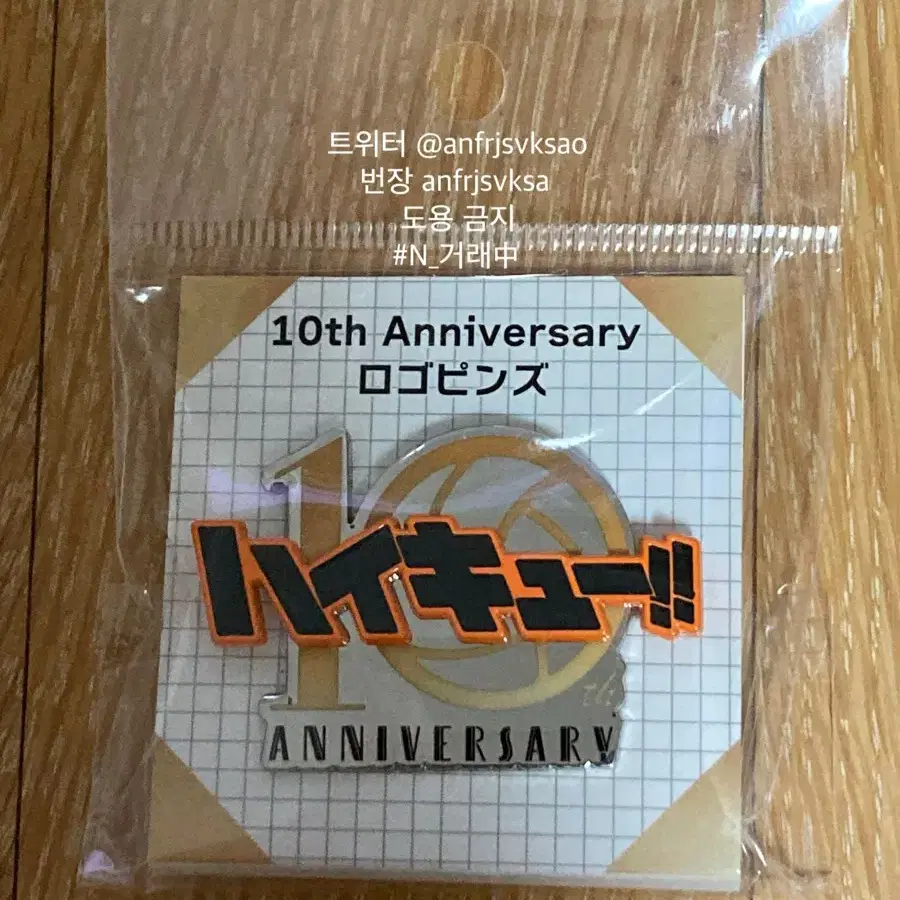 트위터 @anfrjsvksao
번장 anfrjsvksa
도용 금지
#N_거래中
10th Anniversary
ロゴピンズ
10th
ハイキュー!!
ANNIVERSARY